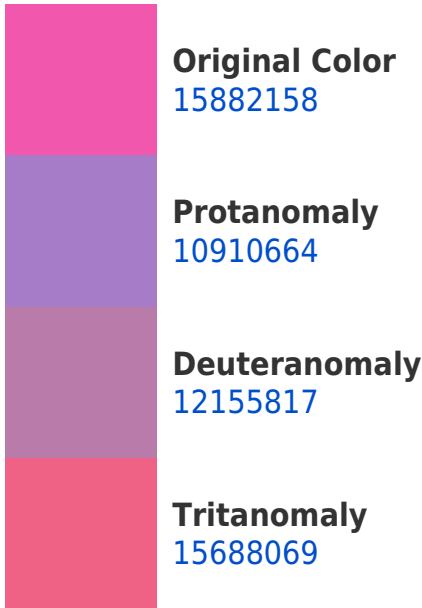 Original Color
15882158
Protanomaly
10910664
Deuteranomaly
12155817
Tritanomaly
15688069